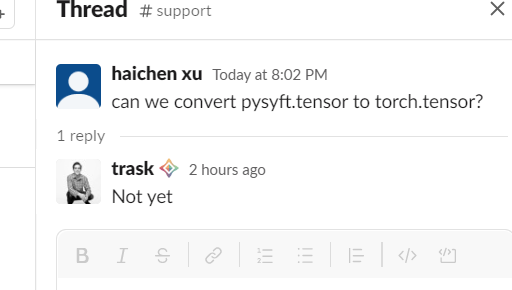 Thread # support
haichen xu Today at 8:02 PM
can we convert pysyft.tensor to torch.tensor?
1 reply
trask 2 hours ago
Not yet
B I S